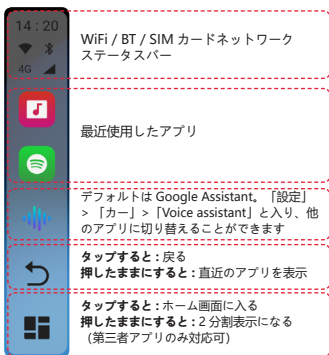 14 : 20
4G
WiFi / BT / SIM カードネットワーク
ステータスバー
最近使用したアプリ
デフォルトは Google Assistant。「設定」
> 「カー」>「Voice assistant」と入り、他
のアプリに切り替えることができます
タップすると : 戻る
押したままにすると : 直近のアプリを表示
タップすると : ホーム画面に入る
押したままにすると : 2 分割表示になる
(第三者アプリのみ対応可)